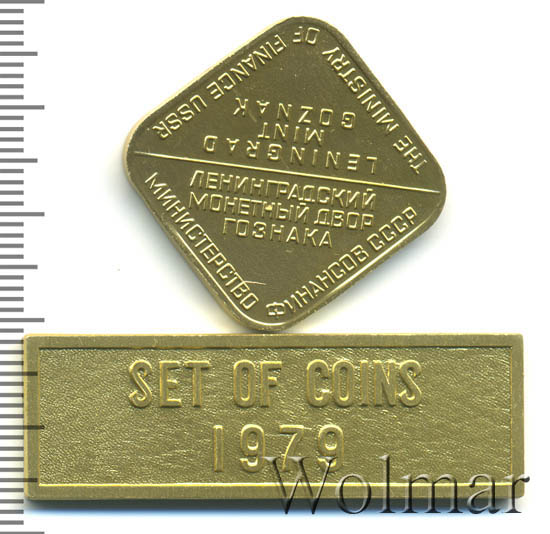 THE MINISTRY OF FINANCE USSR
LENINGRAD
MINT
GOZNAK
ЛЕНИНГРАДСКИЙ
МОНЕТНЫЙ ДВОР
ГОЗНАКА
МИНИСТЕРСТВО ФИНАНСОВ СССР
SET OF COINS
1979
Wolmar